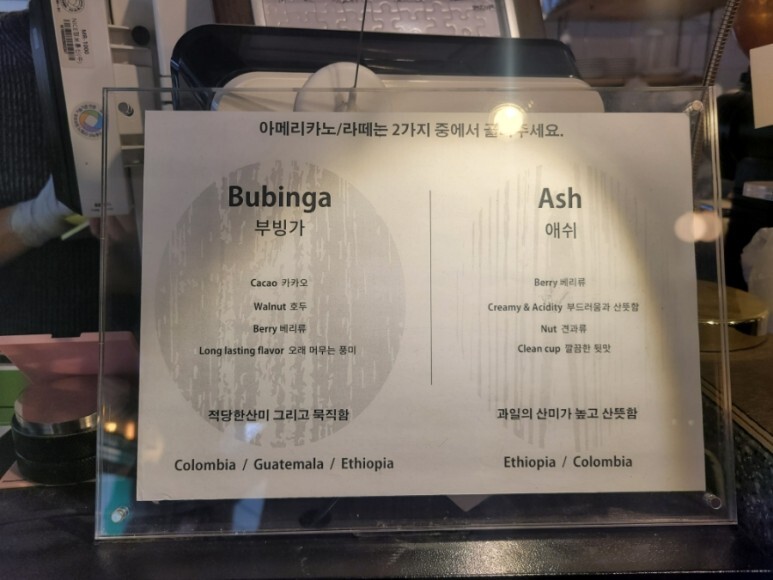 아메리카노/라떼는 2가지 중에서 주세요.
Bubinga
부빙가
Cacao 카카오
Walnut 호두
Berry 베리류
Long lasting flavor 오래 머무는 풍미
적당한산미 그리고 묵직함
Colombia / Guatemala / Ethiopia
Ash
애쉬
Berry 베리류
Creamy & Acidity 부드러움과 산뜻함
Nut 견과류
Clean cup 깔끔한 뒷맛
과일의 산미가 높고 산뜻함
Ethiopia / Colombia